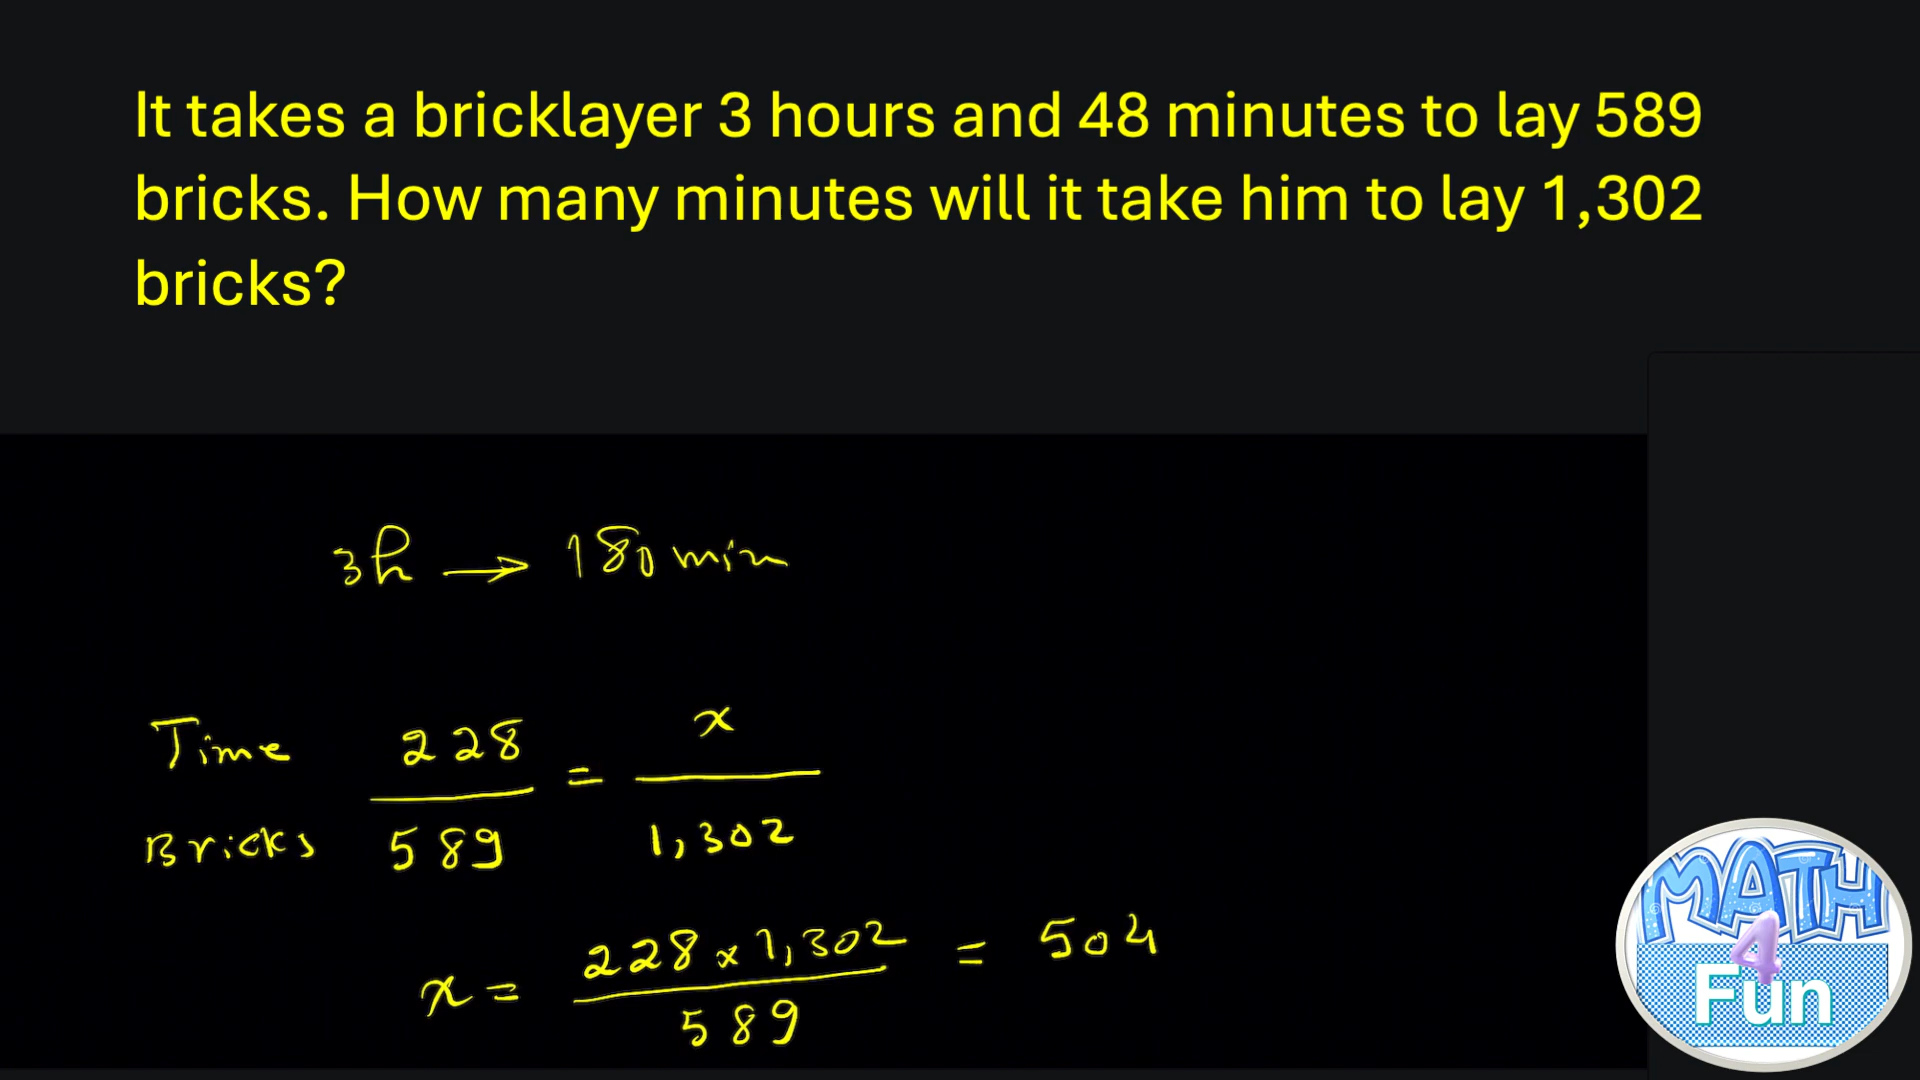 It takes a bricklayer 3 hours and 48 minutes to lay 589
bricks. How many minutes will it take him to lay 1,302
bricks?
3h → 180 min
Time 228 = x
Bricks 589 1,302
x = 228 x 1,302 = 504
589
MATH
4
Fun